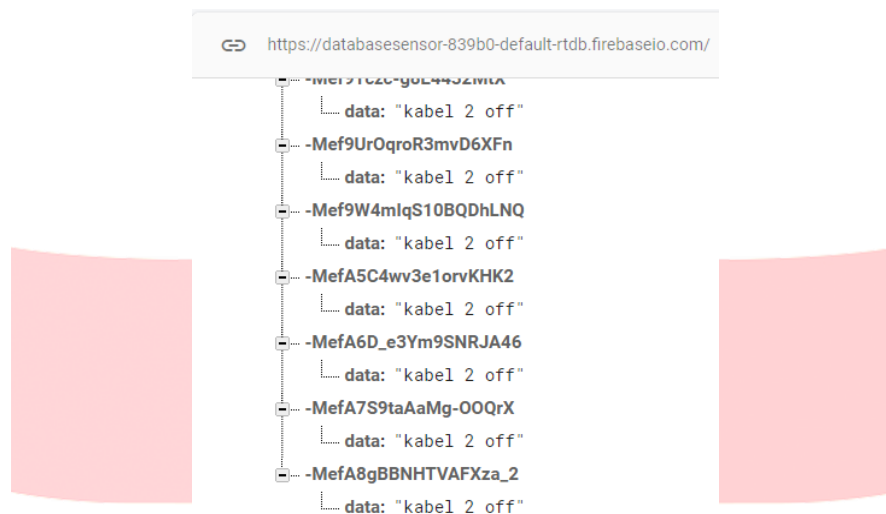 https://databasesensor-839b0-default-rtdb.firebaseio.com/
data: "kabel 2 off"
-Mef9UrOqroR3mvD6XFn
data: "kabel 2 off"
-Mef9W4mIqS10BQDhLNQ
data: "kabel 2 off"
-MefA5C4wv3e1orvKHK2
data: "kabel 2 off"
-MefA6D_e3Ym9SNRJA46
data: "kabel 2 off"
-MefA7S9taAaMg-OOQrX
data: "kabel 2 off"
-MefA8gBBNHTVAFXza_2
data: "kabel 2 off"